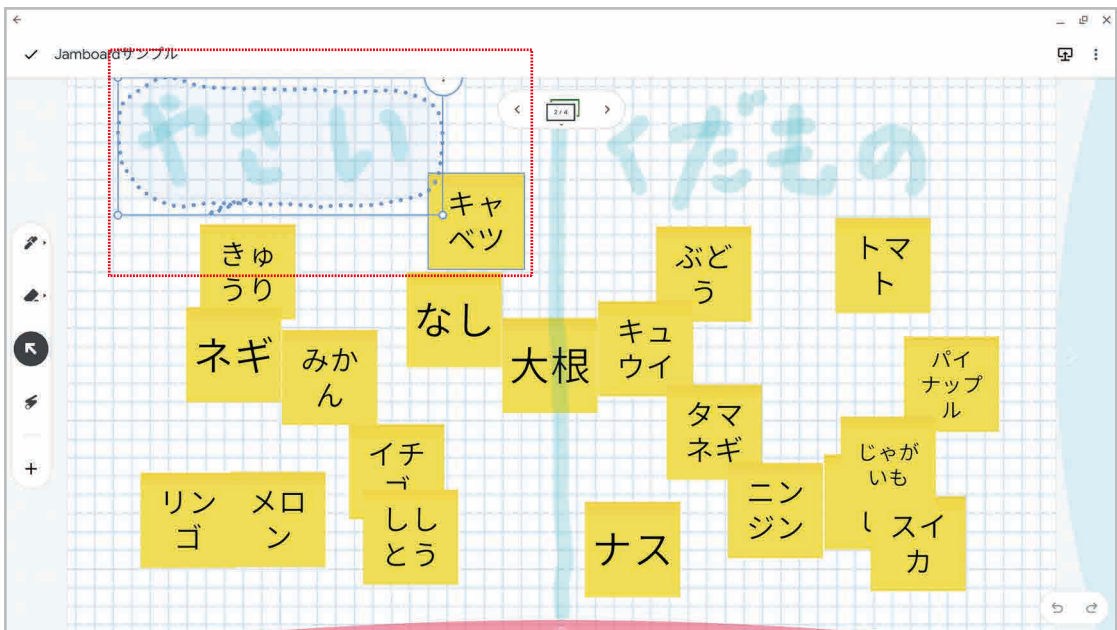 Jamboardサンプル
2 / 4
やさい
くだもの
キャ
ベツ
きゅ
うり
ぶど
う
トマ
ト
なし
ネギ
みか
ん
大根
キュ
ウイ
パイ
ナップ
ル
タマ
ネギ
イチ
ゴ
じゃが
いも
リン
ゴ
メロ
ン
しし
とう
ニン
ジン
し
スイ
カ
ナス